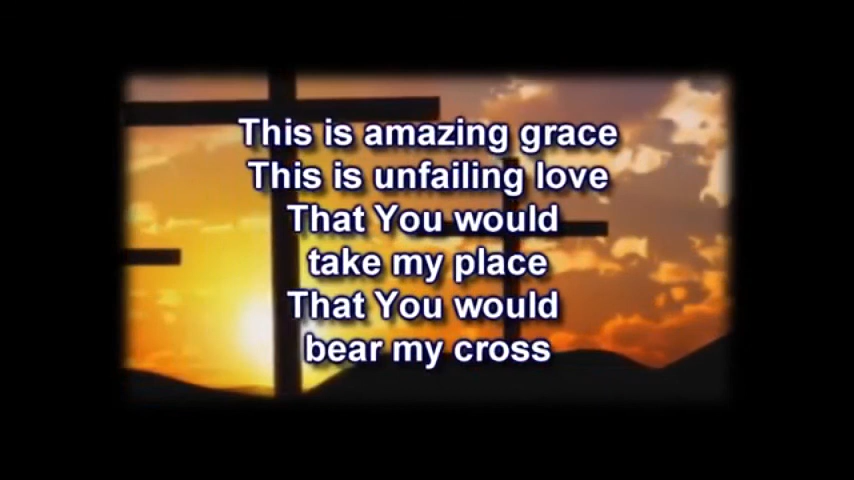 This is amazing grace
This is unfailing love
That You would
take my place
That You would
bear my cross